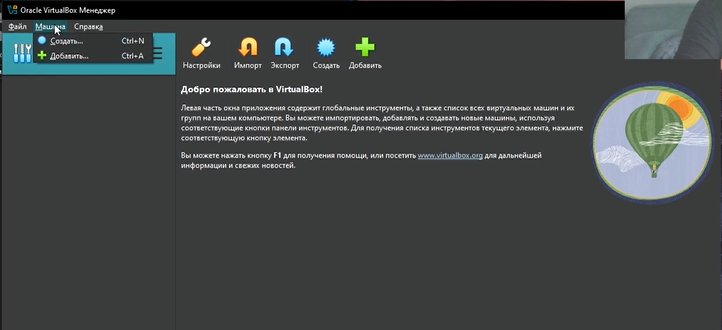 Oracle VirtualBox Менеджер
Файл Машина Справка
Создать... Ctrl+N
Добавить... Ctrl+A
Настройки Импорт Экспорт Создать Добавить
Добро пожаловать в VirtualBox!
Левая часть окна приложения содержит глобальные инструменты, а также список всех виртуальных машин и их
групп на вашем компьютере. Вы можете импортировать, добавлять и создавать новые машины, используя
соответствующие кнопки панели инструментов. Для получения списка инструментов текущего элемента, нажмите
соответствующую кнопку элемента.
Вы можете нажать кнопку F1 для получения помощи, или посетить www.virtualbox.org для дальнейшей
информации и свежих новостей.